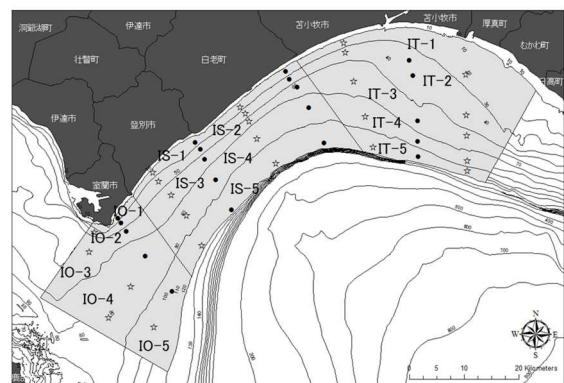 洞爺湖町
伊達市
苫小牧市
苫小牧市
厚真町
むかわ町
日高町
壮瞥町
白老町
伊達市
登別市
室蘭市
IT-1
IT-2
IT-3
IT-4
IT-5
IS-2
IS-1
IS-4
IS-3
IS-5
IO-1
IO-2
IO-3
IO-4
IO-5
N
W
E
S
0 5 10 20 Kilometers